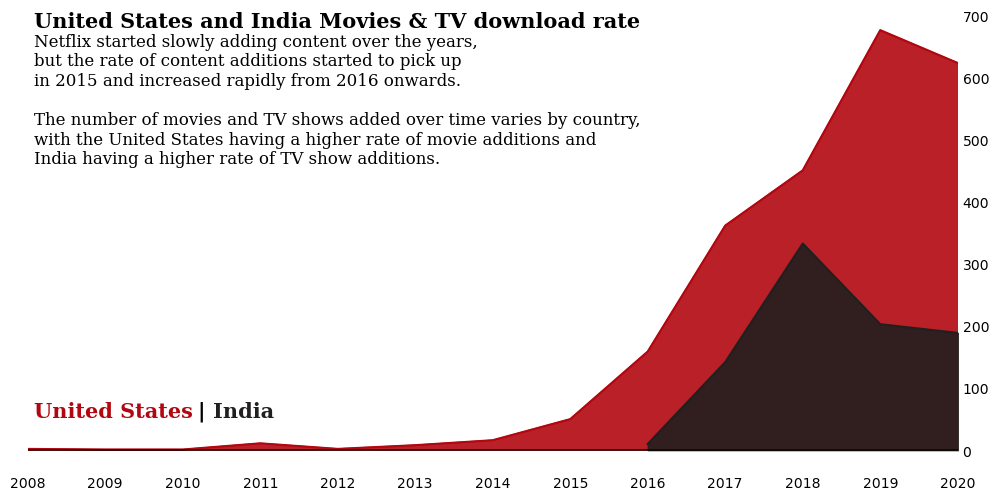 United States and India Movies & TV download rate
Netflix started slowly adding content over the years,
but the rate of content additions started to pick up
in 2015 and increased rapidly from 2016 onwards.
The number of movies and TV shows added over time varies by country,
with the United States having a higher rate of movie additions and
India having a higher rate of TV show additions.
700
600
500
400
300
200
100
0
United States | India
2008 2009 2010 2011 2012 2013 2014 2015 2016 2017 2018 2019 2020